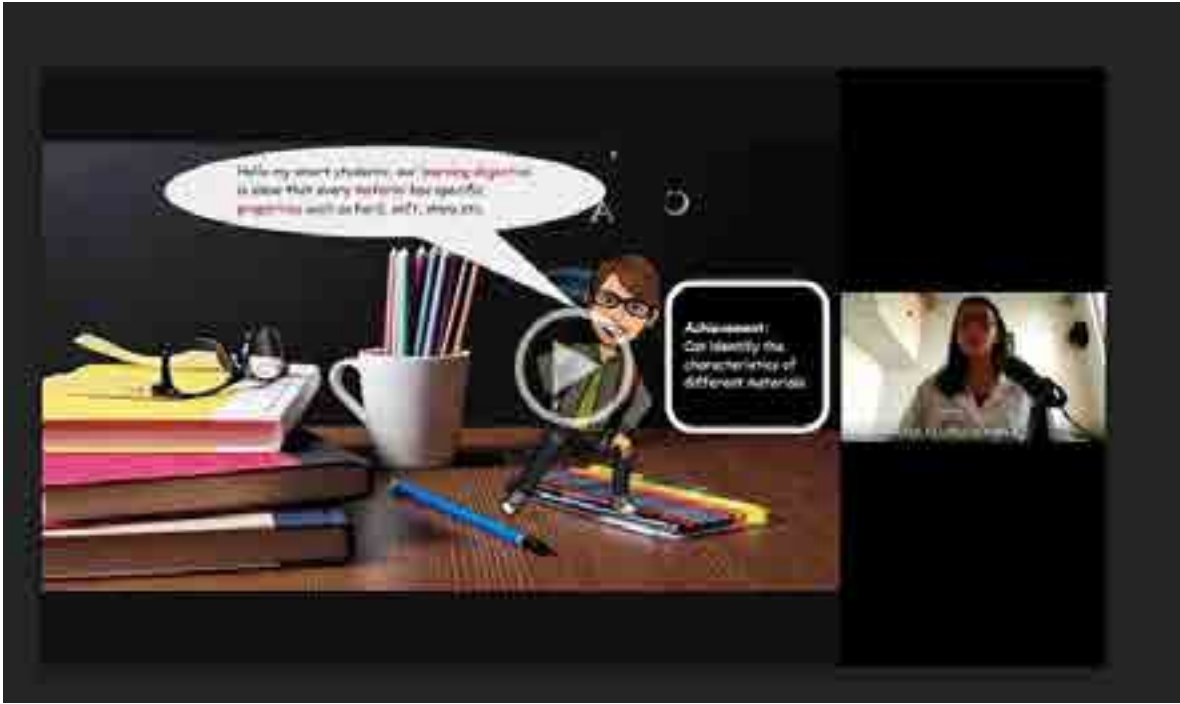 Hello my smart students, our learning objective
is show that every material has specific
properties such as hard, soft, shiny etc.
A
Achievement:
Can identify the
characteristics of
different materials